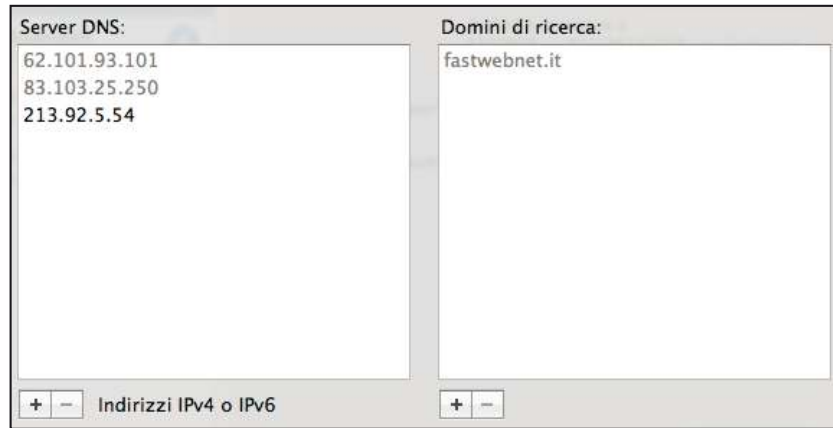 Server DNS:
62.101.93.101
83.103.25.250
213.92.5.54
+ − Indirizzi IPv4 o IPv6
Domini di ricerca:
fastwebnet.it
+ −